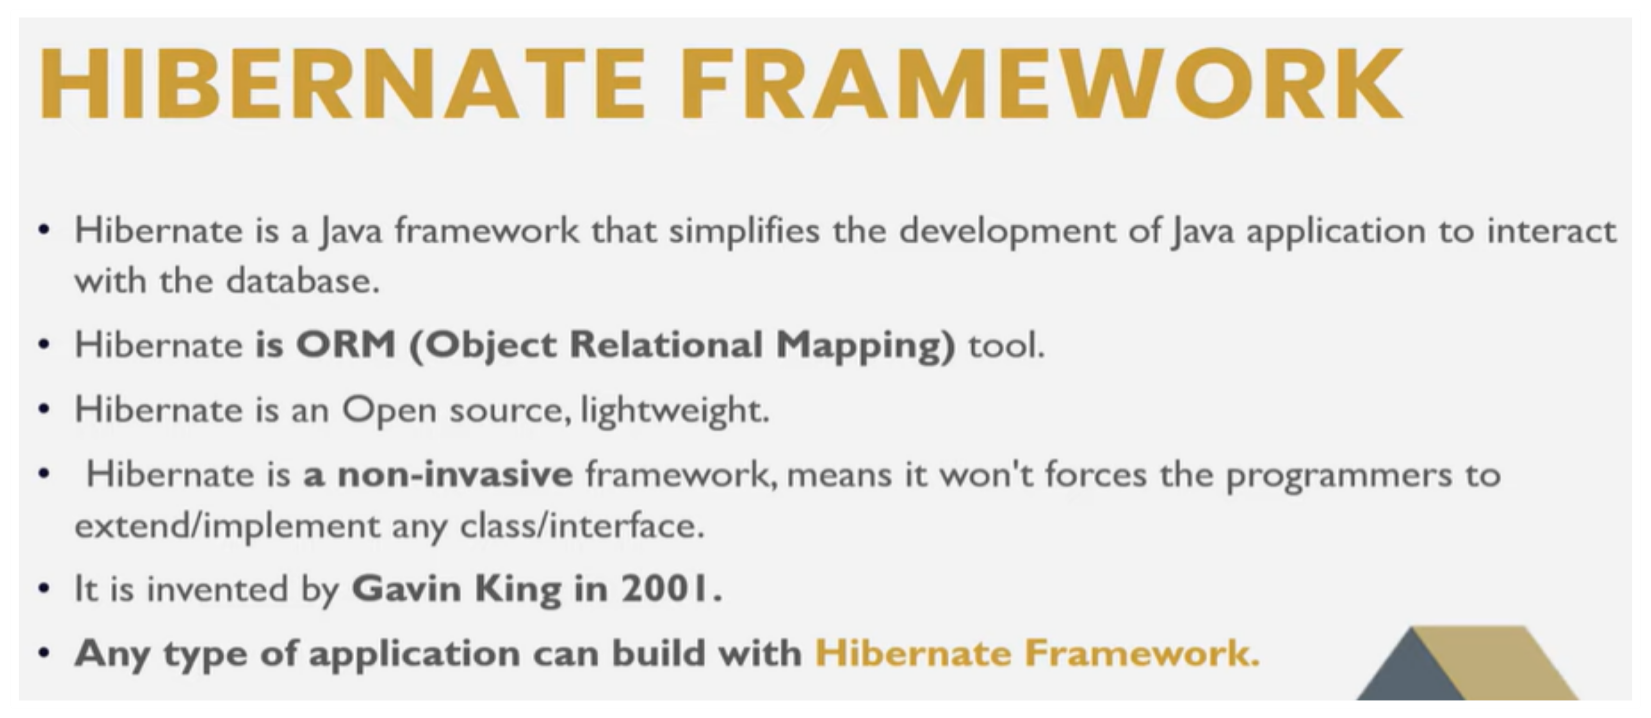 HIBERNATE FRAMEWORK
• Hibernate is a Java framework that simplifies the development of Java application to interact
with the database.
• Hibernate is ORM (Object Relational Mapping) tool.
• Hibernate is an Open source, lightweight.
• Hibernate is a non-invasive framework, means it won't forces the programmers to
extend/implement any class/interface.
• It is invented by Gavin King in 2001.
• Any type of application can build with Hibernate Framework.